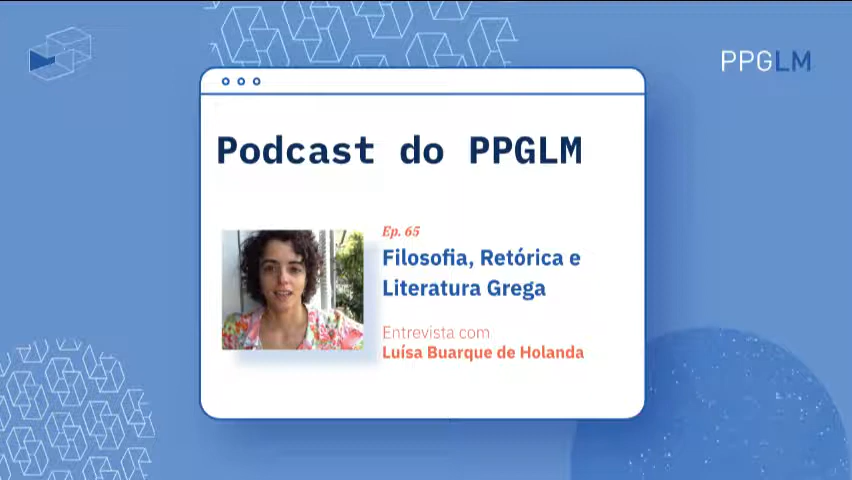 PPGLM
Podcast do PPGLM
Ep. 65
Filosofia, Retórica e
Literatura Grega
Entrevista com
Luísa Buarque de Holanda